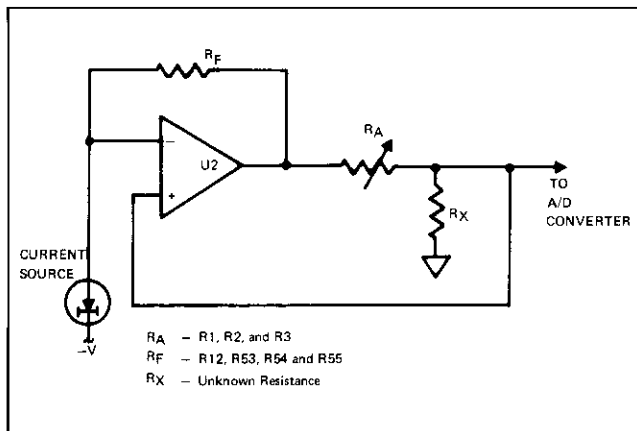 RF
−
U2
+
RA
RX
TO
A/D
CONVERTER
CURRENT
SOURCE
−V
RA – R1, R2, and R3
RF – R12, R53, R54 and R55
RX – Unknown Resistance